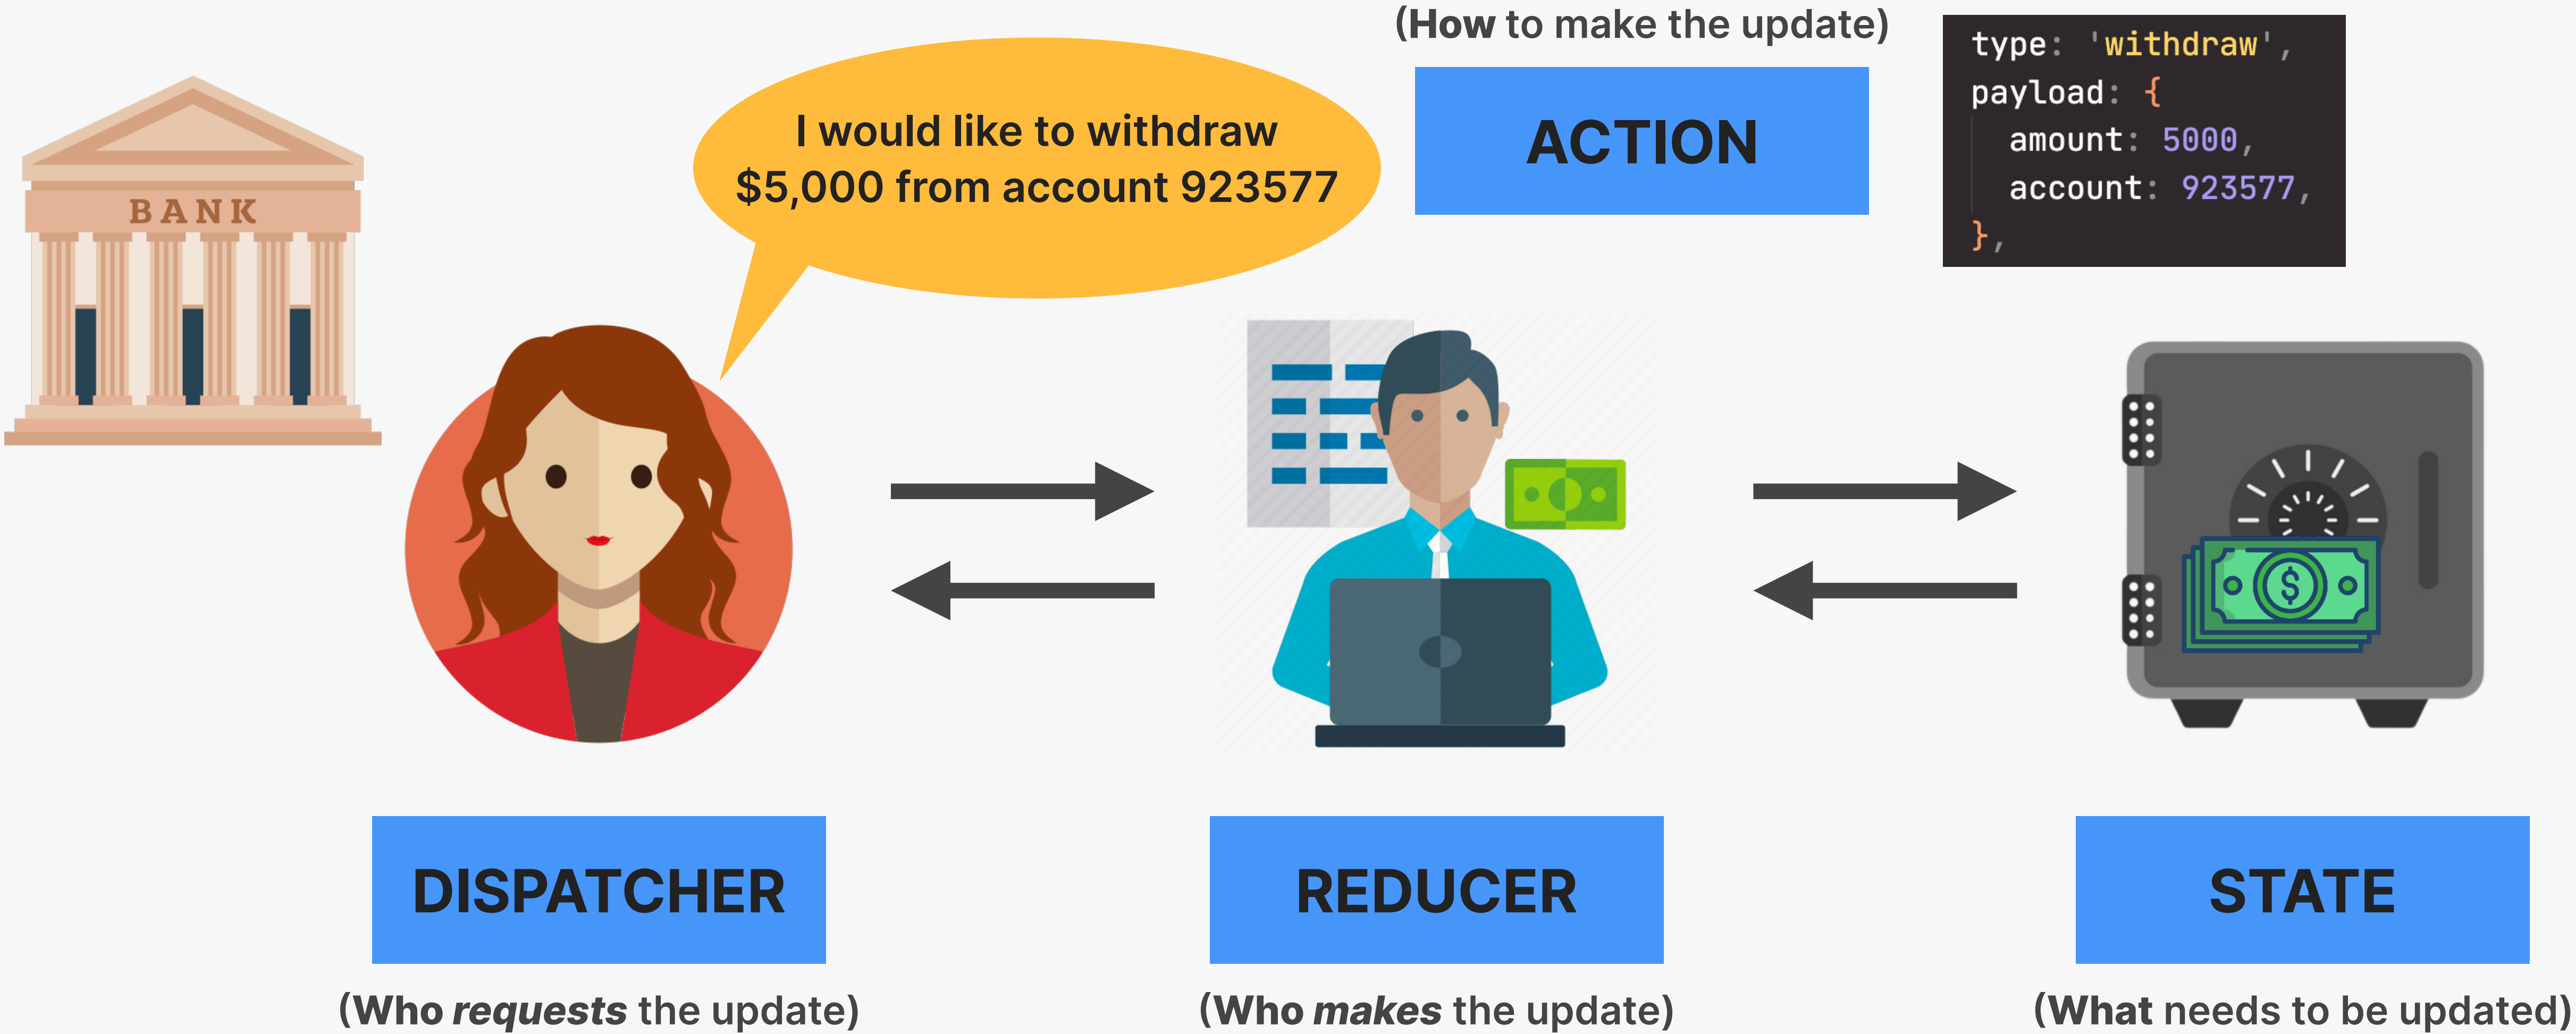 (How to make the update)
type: 'withdraw',
payload: {
amount: 5000,
account: 923577,
},
ACTION
I would like to withdraw
$5,000 from account 923577
BANK
$
DISPATCHER
REDUCER
STATE
(Who requests the update)
(Who makes the update)
(What needs to be updated)